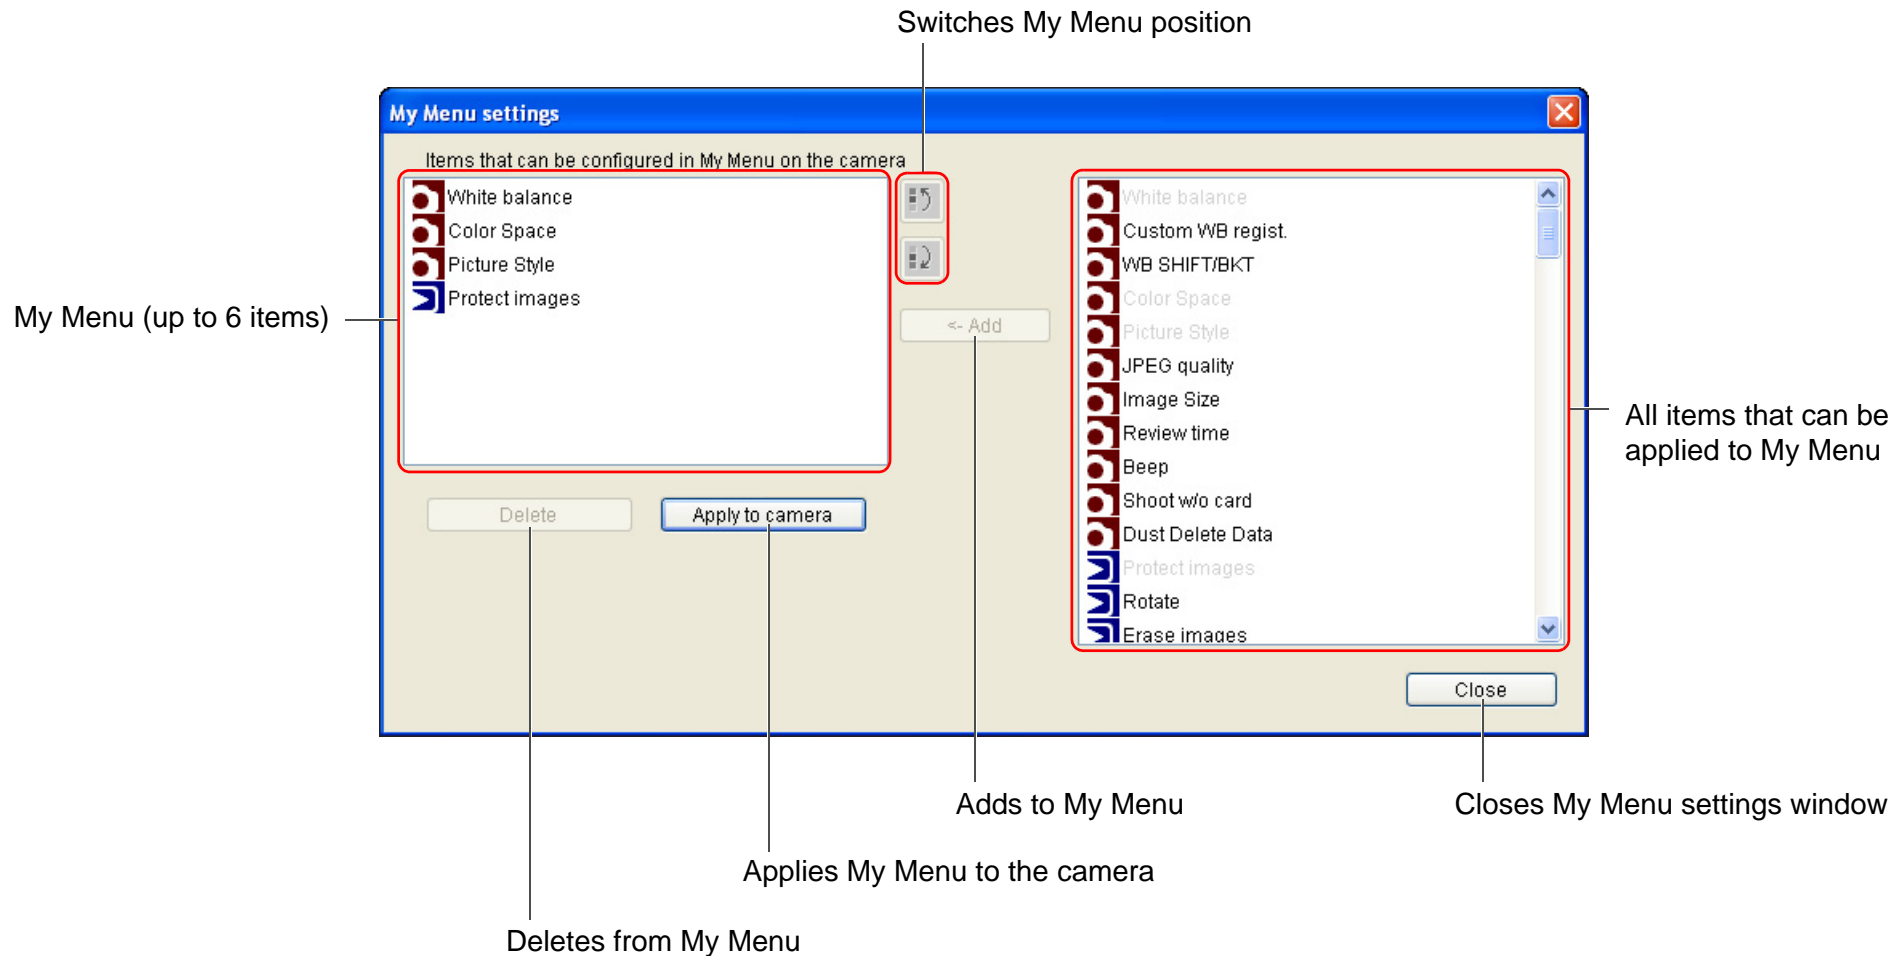 Switches My Menu position
My Menu settings
Items that can be configured in My Menu on the camera
White balance
Color Space
Picture Style
Protect images
My Menu (up to 6 items)
<- Add
White balance
Custom WB regist.
WB SHIFT/BKT
Color Space
Picture Style
JPEG quality
Image Size
Review time
Beep
Shoot w/o card
Dust Delete Data
Protect images
Rotate
Erase images
All items that can be
applied to My Menu
Delete
Apply to camera
Close
Adds to My Menu
Closes My Menu settings window
Applies My Menu to the camera
Deletes from My Menu